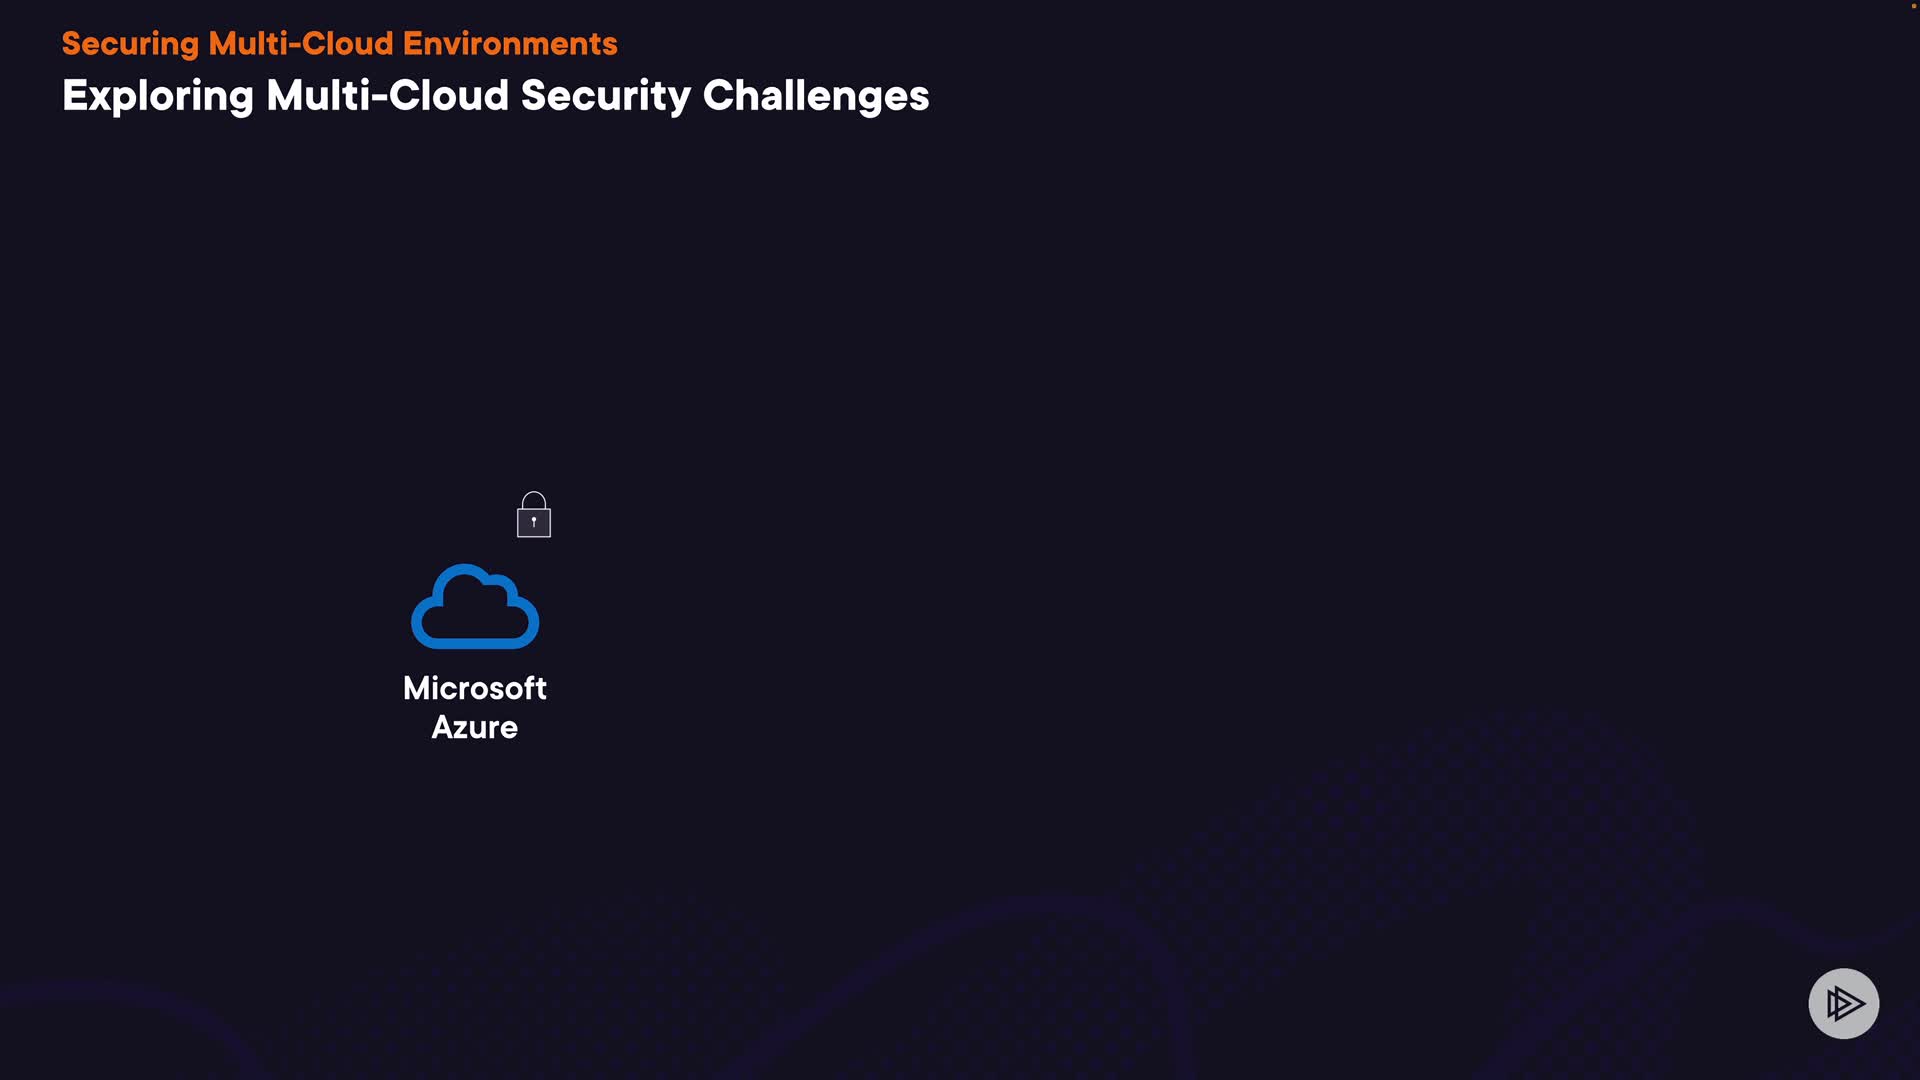 Securing Multi-Cloud Environments
Exploring Multi-Cloud Security Challenges
Microsoft
Azure